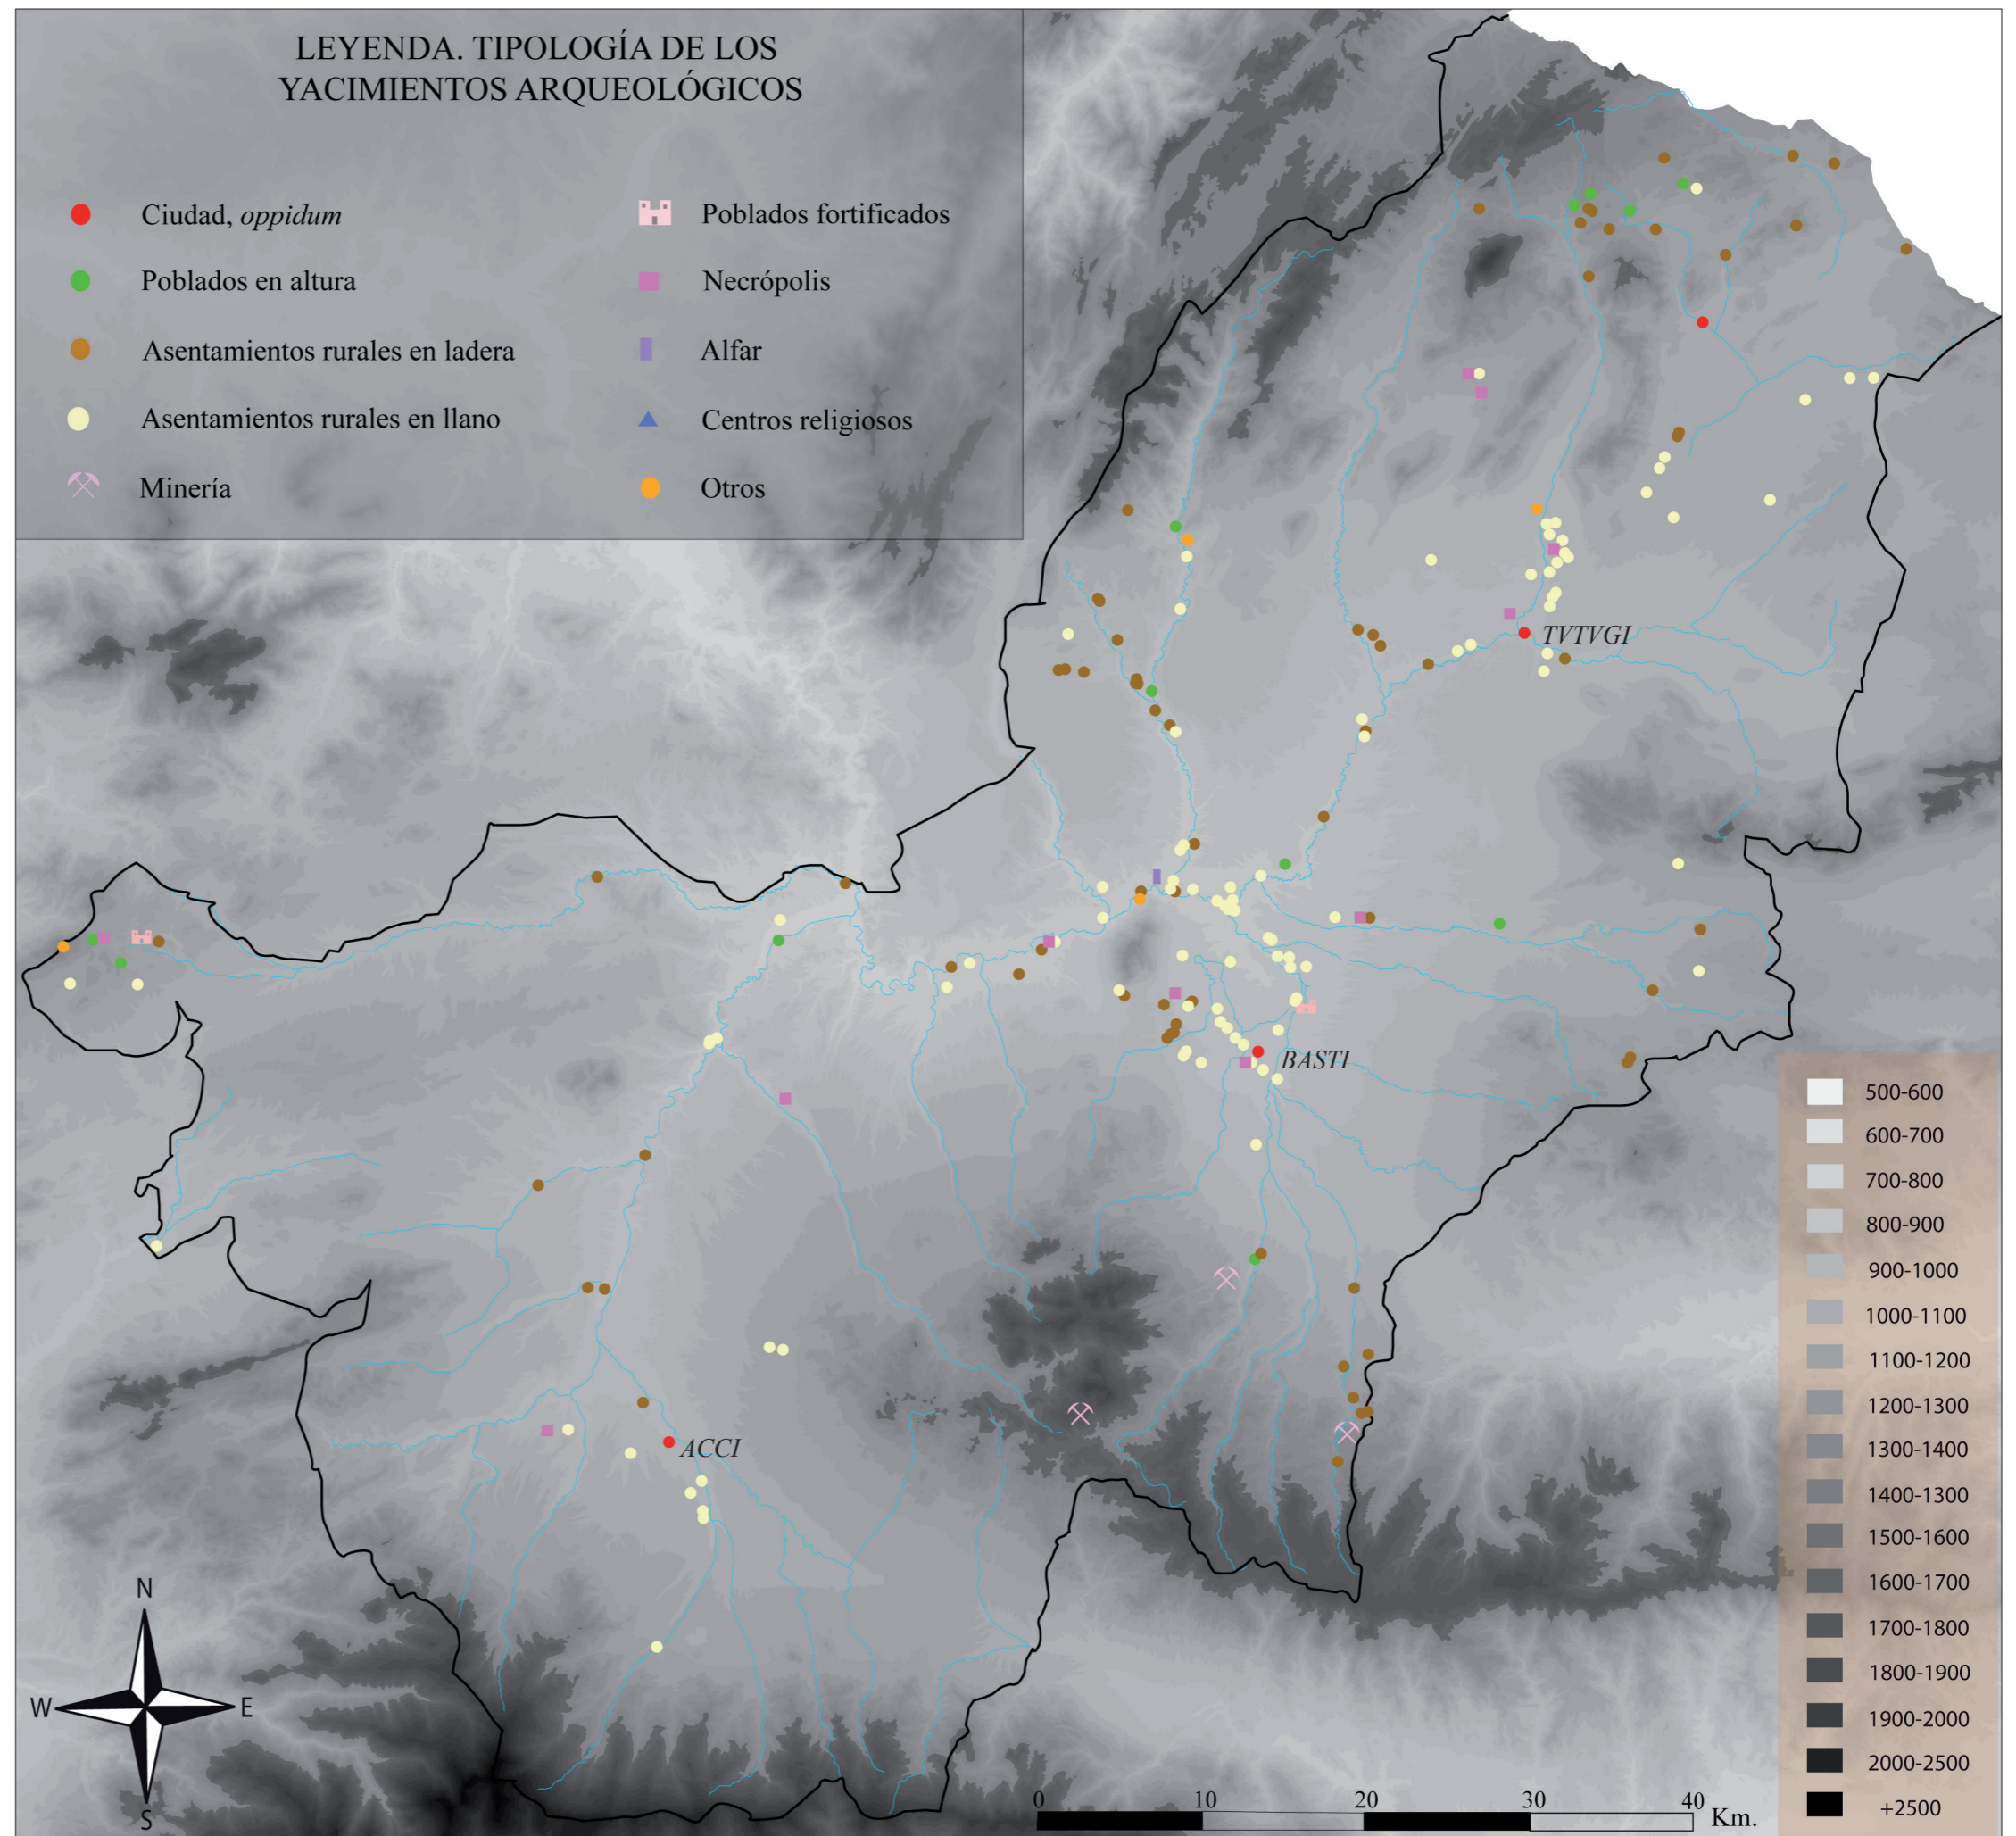 LEYENDA. TIPOLOGÍA DE LOS
YACIMIENTOS ARQUEOLÓGICOS
Ciudad, oppidum
Poblados en altura
Asentamientos rurales en ladera
Asentamientos rurales en llano
Minería
Poblados fortificados
Necrópolis
Alfar
Centros religiosos
Otros
TVTVGI
BASTI
ACCI
500-600
600-700
700-800
800-900
900-1000
1000-1100
1100-1200
1200-1300
1300-1400
1400-1300
1500-1600
1600-1700
1700-1800
1800-1900
1900-2000
2000-2500
+2500
N
W E
S
0 10 20 30 40 Km.